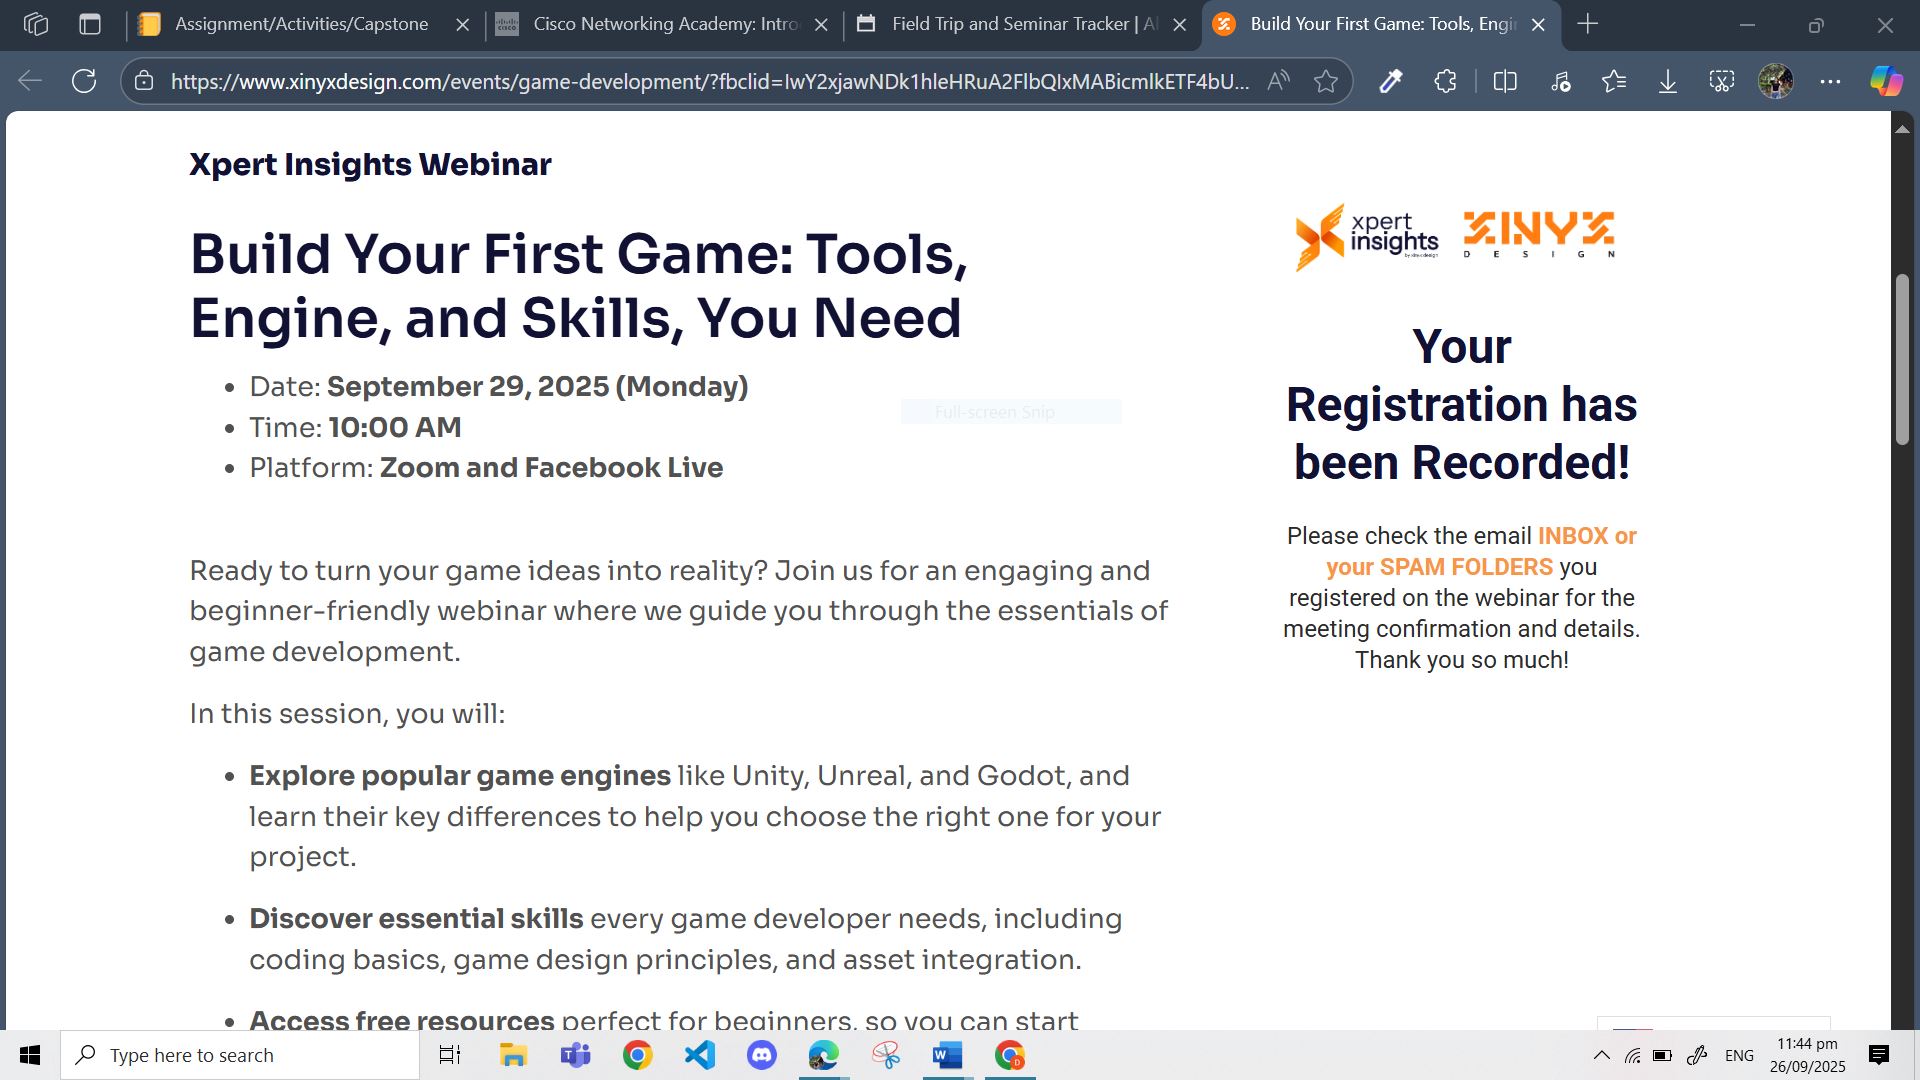 Assignment/Activities/Capstone
Cisco Networking Academy: Intro
Field Trip and Seminar Tracker | Al
Build Your First Game: Tools, Engi
https://www.xinyxdesign.com/events/game-development/?fbclid=IwY2xjawNDk1hleHRuA2FlbQIxMABicmlkETF4bU...
Xpert Insights Webinar
Build Your First Game: Tools,
Engine, and Skills, You Need
• Date: September 29, 2025 (Monday)
• Time: 10:00 AM
• Platform: Zoom and Facebook Live
Full-screen Snip
Ready to turn your game ideas into reality? Join us for an engaging and
beginner-friendly webinar where we guide you through the essentials of
game development.
In this session, you will:
• Explore popular game engines like Unity, Unreal, and Godot, and
learn their key differences to help you choose the right one for your
project.
• Discover essential skills every game developer needs, including
coding basics, game design principles, and asset integration.
• Access free resources perfect for beginners, so you can start
xpert
insights
by xinyx design
XINYX
DESIGN
Your
Registration has
been Recorded!
Please check the email INBOX or
your SPAM FOLDERS you
registered on the webinar for the
meeting confirmation and details.
Thank you so much!
Type here to search
ENG
11:44 pm
26/09/2025